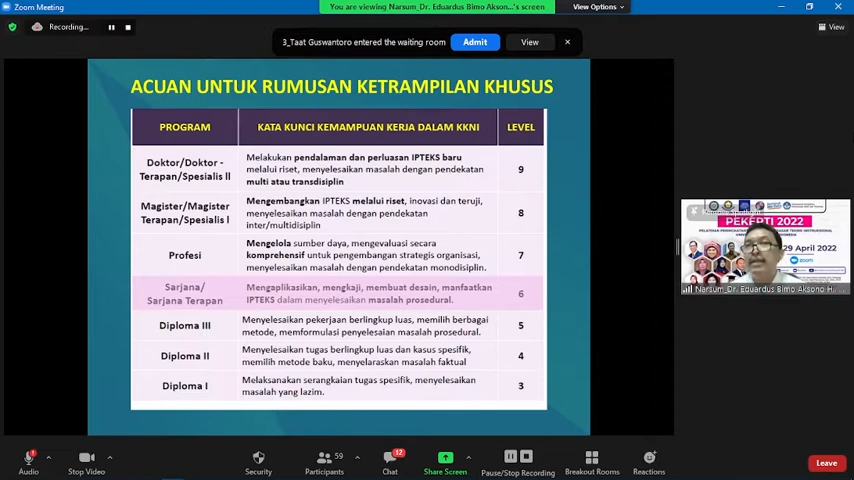 Zoom Meeting
You are viewing Narsum_Dr. Eduardus Bimo Akson...'s screen
View Options
Recording...
View
3_Taat Guswantoro entered the waiting room
Admit
View
ACUAN UNTUK RUMUSAN KETRAMPILAN KHUSUS
PROGRAM
KATA KUNCI KEMAMPUAN KERJA DALAM KKNI
LEVEL
Doktor/Doktor -
Terapan/Spesialis II
Melakukan pendalaman dan perluasan IPTEKS baru
melalui riset, menyelesaikan masalah dengan pendekatan
multi atau transdisiplin
9
Magister/Magister
Terapan/Spesialis I
Mengembangkan IPTEKS melalui riset, inovasi dan teruji,
menyelesaikan masalah dengan pendekatan
inter/multidisiplin
8
Profesi
Mengelola sumber daya, mengevaluasi secara
komprehensif untuk pengembangan strategis organisasi,
menyelesaikan masalah dengan pendekatan monodisiplin.
7
Sarjana/
Sarjana Terapan
Mengaplikasikan, mengkaji, membuat desain, manfaatkan
IPTEKS dalam menyelesaikan masalah prosedural.
6
Diploma III
Menyelesaikan pekerjaan berlingkup luas, memilih berbagai
metode, memformulasi penyelesaian masalah prosedural.
5
Diploma II
Menyelesaikan tugas berlingkup luas dan kasus spesifik,
memilih metode baku, menyelaraskan masalah faktual
4
Diploma I
Melaksanakan serangkaian tugas spesifik, menyelesaikan
masalah yang lazim.
3
PEKERTI 2022
29 April 2022
zoom
Narsum_Dr. Eduardus Bimo Aksono H...
Audio
Stop Video
Security
59
Participants
12
Chat
Share Screen
Pause/Stop Recording
Breakout Rooms
Reactions
Leave